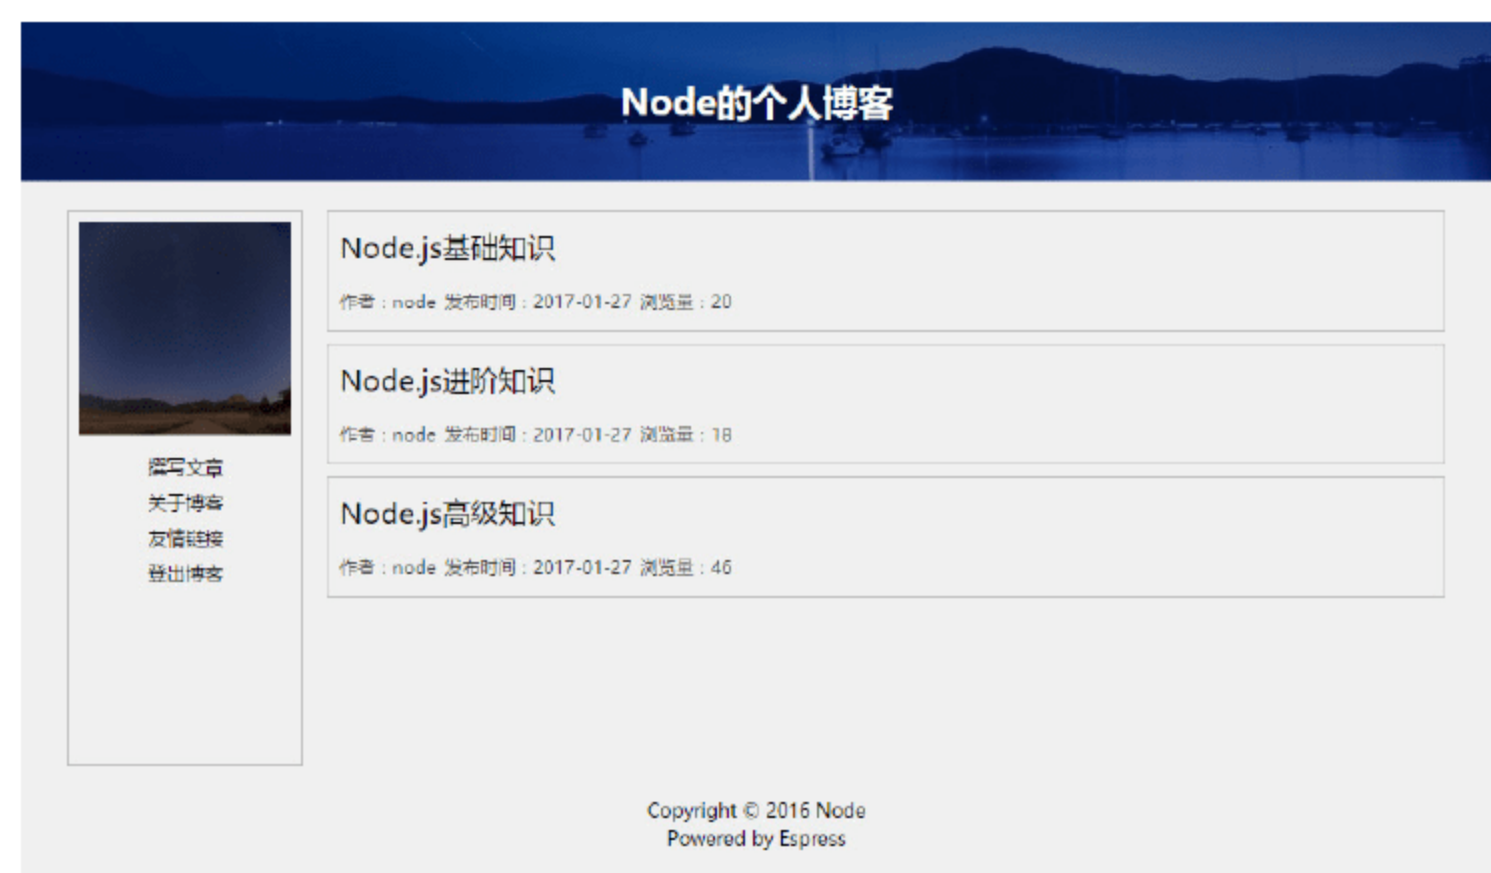 Node的个人博客
撰写文章
关于博客
友情链接
登出博客
Node.js基础知识
作者：node 发布时间：2017-01-27 浏览量：20
Node.js进阶知识
作者：node 发布时间：2017-01-27 浏览量：18
Node.js高级知识
作者：node 发布时间：2017-01-27 浏览量：46
Copyright © 2016 Node
Powered by Espress